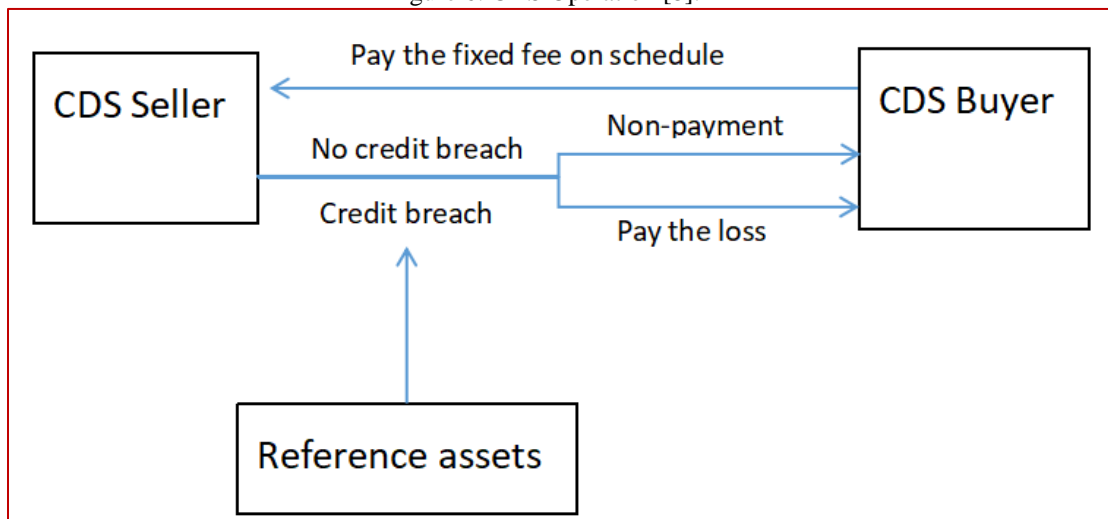 Pay the fixed fee on schedule
CDS Seller
CDS Buyer
Non-payment
No credit breach
Credit breach
Pay the loss
Reference assets